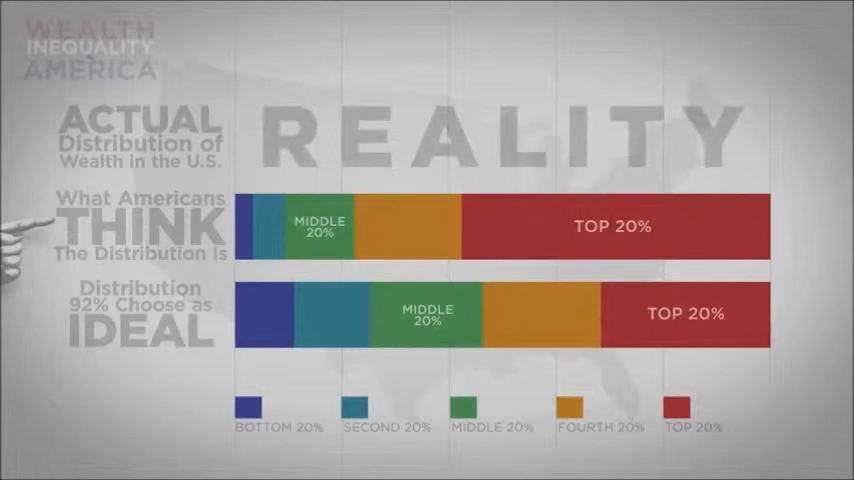 WEALTH
INEQUALITY
AMERICA
ACTUAL
Distribution of
Wealth in the U.S.
REALITY
What Americans
THINK
The Distribution Is
MIDDLE
20%
TOP 20%
Distribution
92% Choose as
IDEAL
MIDDLE
20%
TOP 20%
BOTTOM 20%
SECOND 20%
MIDDLE 20%
FOURTH 20%
TOP 20%